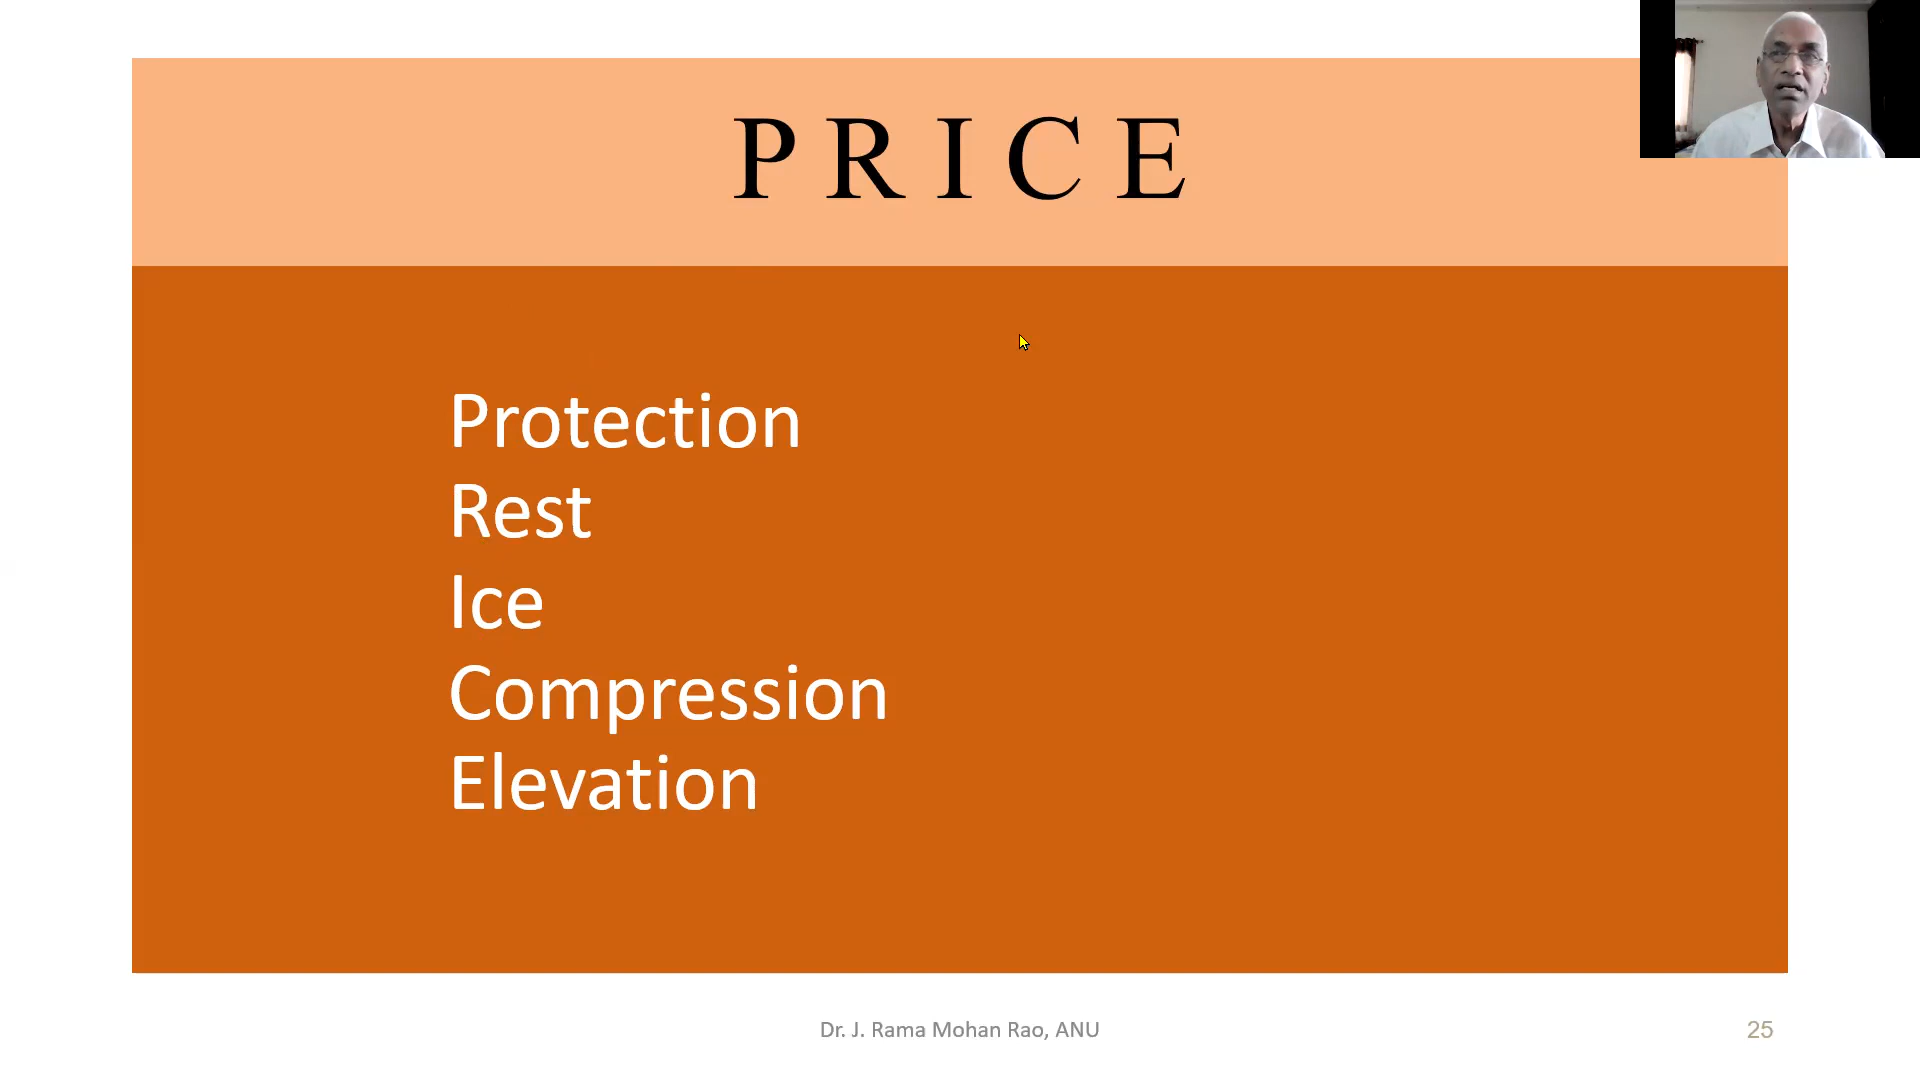 P R I C E
Protection
Rest
Ice
Compression
Elevation
Dr. J. Rama Mohan Rao, ANU
25